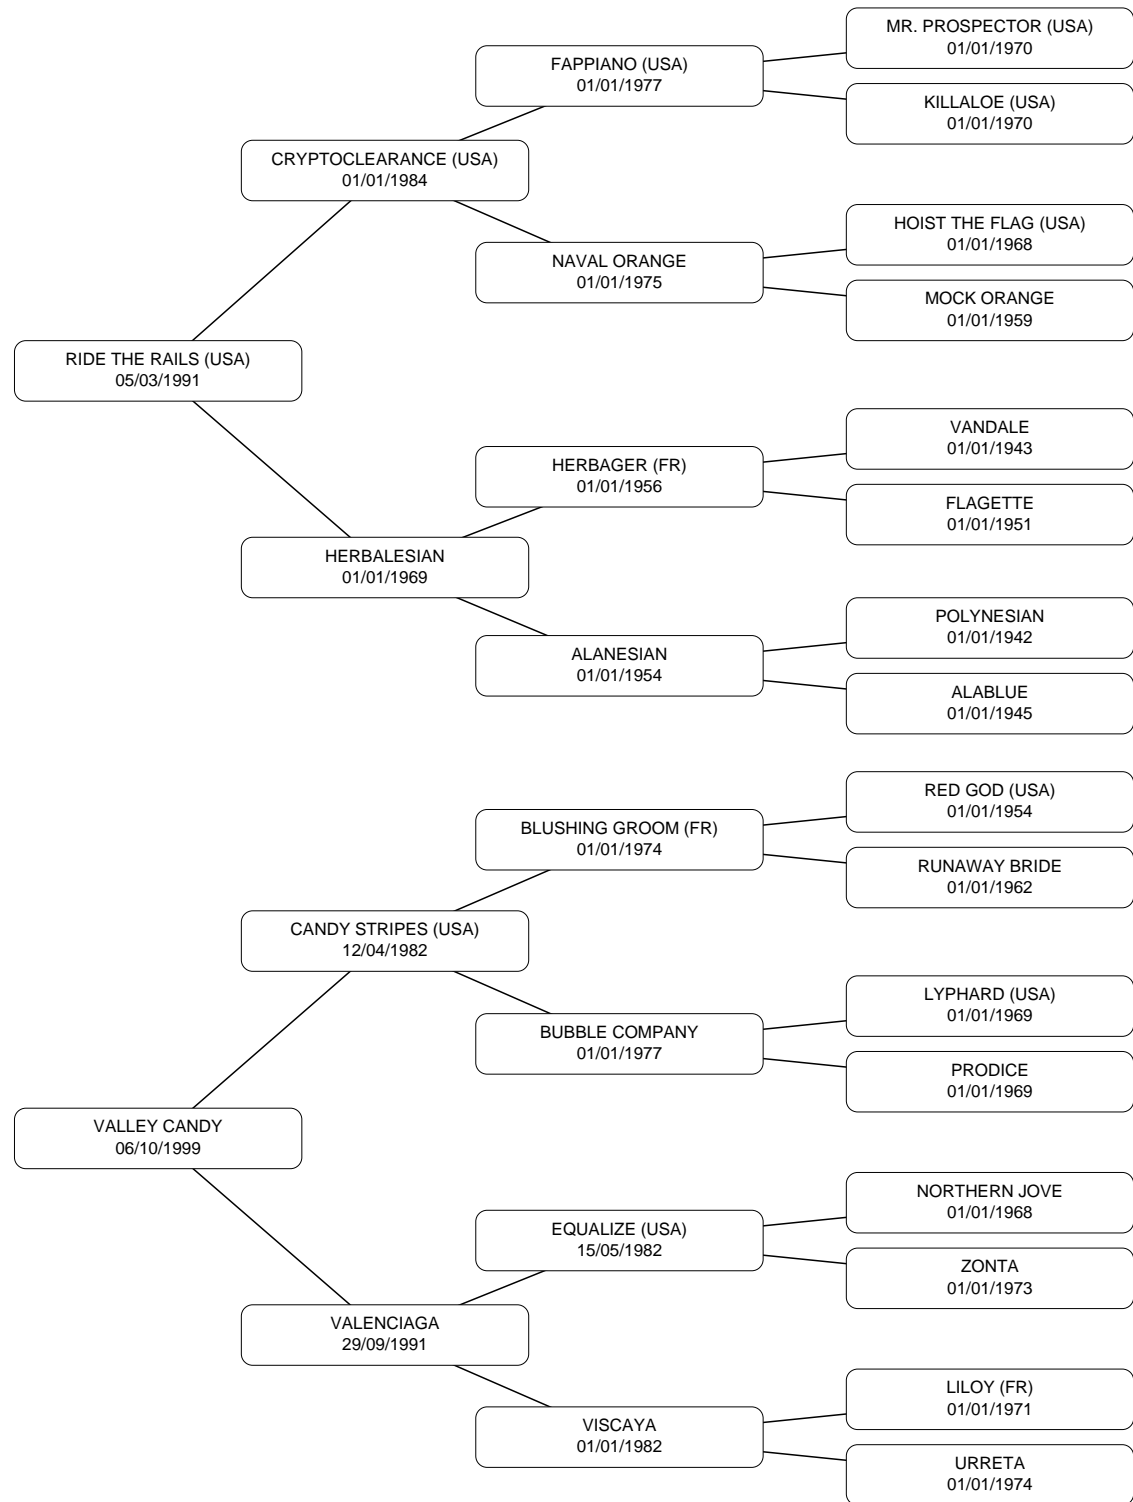 MR. PROSPECTOR (USA)
01/01/1970
FAPPIANO (USA)
01/01/1977
KILLALOE (USA)
01/01/1970
CRYPTOCLEARANCE (USA)
01/01/1984
HOIST THE FLAG (USA)
01/01/1968
NAVAL ORANGE
01/01/1975
MOCK ORANGE
01/01/1959
RIDE THE RAILS (USA)
05/03/1991
VANDALE
01/01/1943
HERBAGER (FR)
01/01/1956
FLAGETTE
01/01/1951
HERBALESIAN
01/01/1969
POLYNESIAN
01/01/1942
ALANESIAN
01/01/1954
ALABLUE
01/01/1945
RED GOD (USA)
01/01/1954
BLUSHING GROOM (FR)
01/01/1974
RUNAWAY BRIDE
01/01/1962
CANDY STRIPES (USA)
12/04/1982
LYPHARD (USA)
01/01/1969
BUBBLE COMPANY
01/01/1977
PRODICE
01/01/1969
VALLEY CANDY
06/10/1999
NORTHERN JOVE
01/01/1968
EQUALIZE (USA)
15/05/1982
ZONTA
01/01/1973
VALENCIAGA
29/09/1991
LILOY (FR)
01/01/1971
VISCAYA
01/01/1982
URRETA
01/01/1974